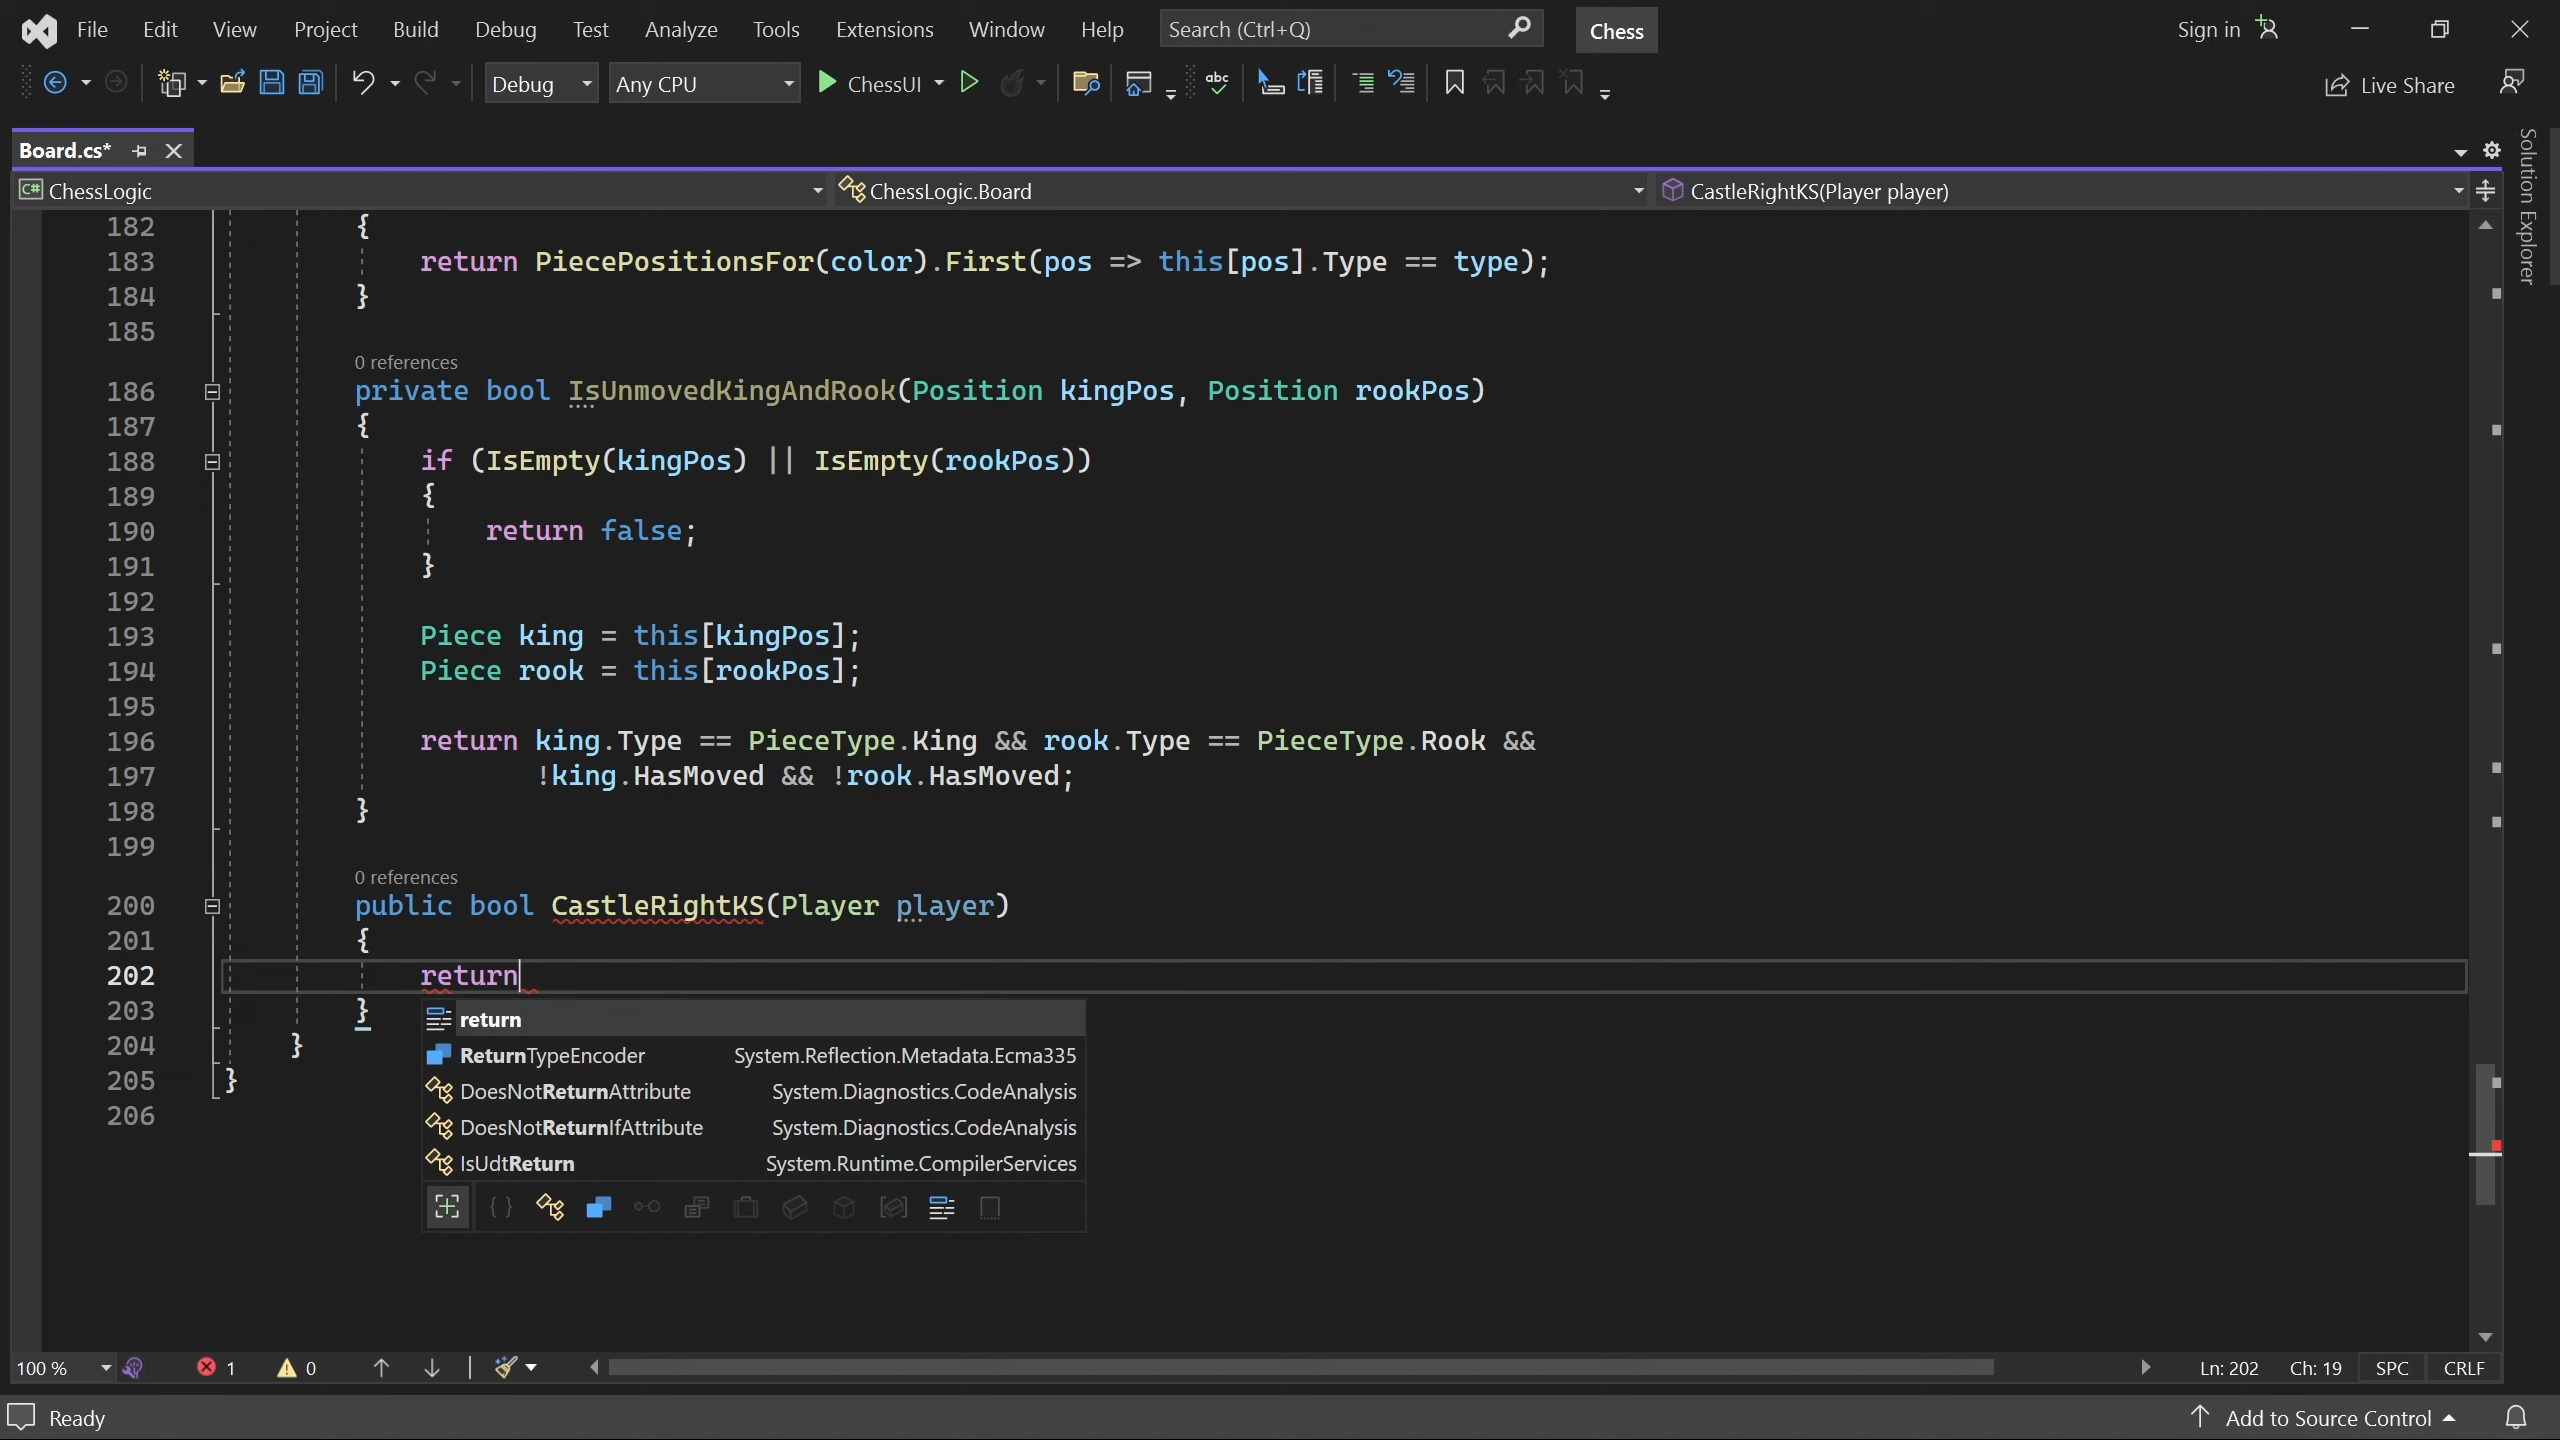 File Edit View Project Build Debug Test Analyze Tools Extensions Window Help Search (Ctrl+Q) Chess Sign in
Debug Any CPU ChessUI abc Live Share
Board.cs*
Solution Explorer
C# ChessLogic ChessLogic.Board CastleRightKS(Player player)
182 {
183 return PiecePositionsFor(color).First(pos => this[pos].Type == type);
184 }
185
0 references
186 private bool IsUnmovedKingAndRook(Position kingPos, Position rookPos)
187 {
188 if (IsEmpty(kingPos) || IsEmpty(rookPos))
189 {
190 return false;
191 }
192
193 Piece king = this[kingPos];
194 Piece rook = this[rookPos];
195
196 return king.Type == PieceType.King && rook.Type == PieceType.Rook &&
197 !king.HasMoved && !rook.HasMoved;
198 }
199
0 references
200 public bool CastleRightKS(Player player)
201 {
202 return
203 }
204 }
205 }
206
return
ReturnTypeEncoder System.Reflection.Metadata.Ecma335
DoesNotReturnAttribute System.Diagnostics.CodeAnalysis
DoesNotReturnIfAttribute System.Diagnostics.CodeAnalysis
IsUdtReturn System.Runtime.CompilerServices
100 % 1 0 Ln: 202 Ch: 19 SPC CRLF
Ready Add to Source Control